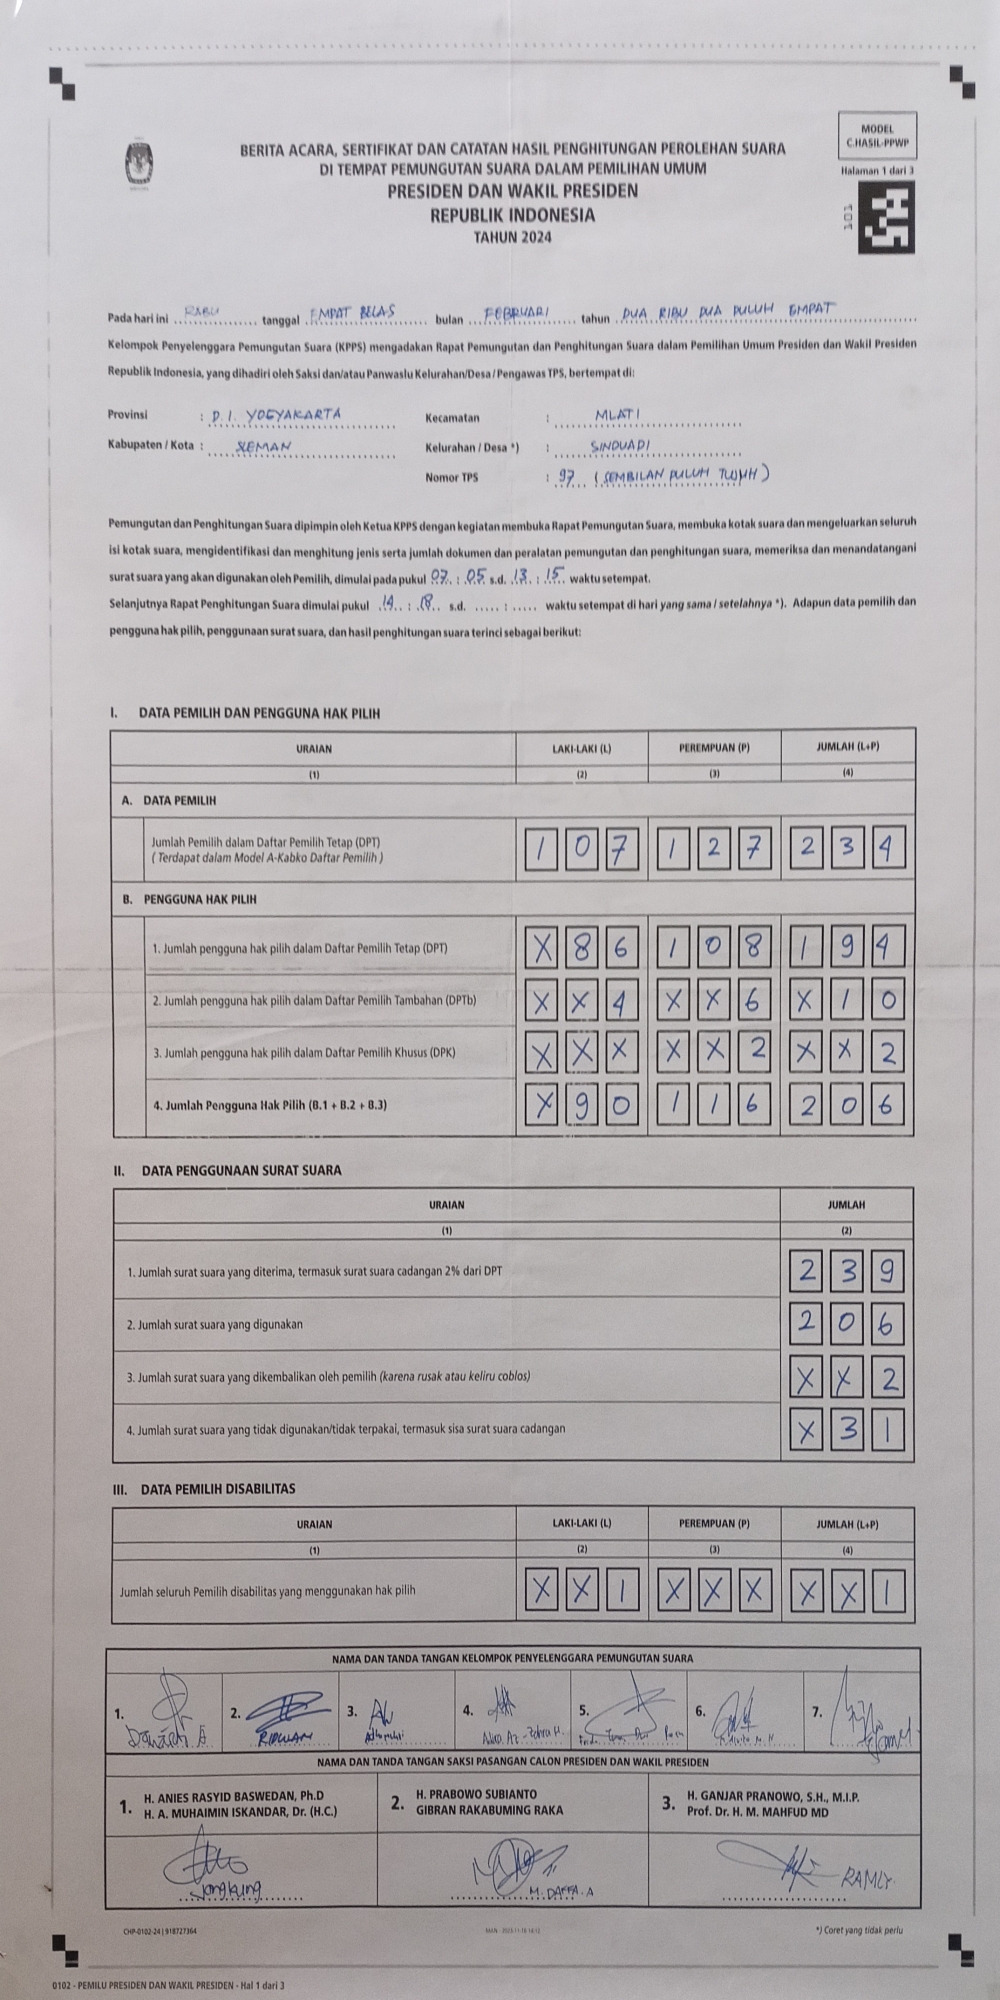 MODEL
C.HASIL-PPWP
Halaman 1 dari 3
101
BERITA ACARA, SERTIFIKAT DAN CATATAN HASIL PENGHITUNGAN PEROLEHAN SUARA
DI TEMPAT PEMUNGUTAN SUARA DALAM PEMILIHAN UMUM
PRESIDEN DAN WAKIL PRESIDEN
REPUBLIK INDONESIA
TAHUN 2024
Pada hari ini RABU tanggal EMPAT BELAS bulan FEBRUARI tahun DUA RIBU DUA PULUH EMPAT
Kelompok Penyelenggara Pemungutan Suara (KPPS) mengadakan Rapat Pemungutan dan Penghitungan Suara dalam Pemilihan Umum Presiden dan Wakil Presiden
Republik Indonesia, yang dihadiri oleh Saksi dan/atau Panwaslu Kelurahan/Desa / Pengawas TPS, bertempat di:
Provinsi : D.I. YOGYAKARTA Kecamatan : MLATI
Kabupaten / Kota : SLEMAN Kelurahan / Desa *) : SINDUADI
Nomor TPS : 97 (SEMBILAN PULUH TUJUH)
Pemungutan dan Penghitungan Suara dipimpin oleh Ketua KPPS dengan kegiatan membuka Rapat Pemungutan Suara, membuka kotak suara dan mengeluarkan seluruh
isi kotak suara, mengidentifikasi dan menghitung jenis serta jumlah dokumen dan peralatan pemungutan dan penghitungan suara, memeriksa dan menandatangani
surat suara yang akan digunakan oleh Pemilih, dimulai pada pukul 07 : 05 s.d. 13 : 15 waktu setempat.
Selanjutnya Rapat Penghitungan Suara dimulai pukul 14 : 18 s.d. ..... : ..... waktu setempat di hari yang sama / setelahnya *). Adapun data pemilih dan
pengguna hak pilih, penggunaan surat suara, dan hasil penghitungan suara terinci sebagai berikut:
I. DATA PEMILIH DAN PENGGUNA HAK PILIH
URAIAN LAKI-LAKI (L) PEREMPUAN (P) JUMLAH (L+P)
(1) (2) (3) (4)
A. DATA PEMILIH
Jumlah Pemilih dalam Daftar Pemilih Tetap (DPT)
( Terdapat dalam Model A-Kabko Daftar Pemilih ) 1 0 7 1 2 7 2 3 4
B. PENGGUNA HAK PILIH
1. Jumlah pengguna hak pilih dalam Daftar Pemilih Tetap (DPT) X 8 6 1 0 8 1 9 4
2. Jumlah pengguna hak pilih dalam Daftar Pemilih Tambahan (DPTb) X X 4 X X 6 X 1 0
3. Jumlah pengguna hak pilih dalam Daftar Pemilih Khusus (DPK) X X X X X 2 X X 2
4. Jumlah Pengguna Hak Pilih (B.1 + B.2 + B.3) X 9 0 1 1 6 2 0 6
II. DATA PENGGUNAAN SURAT SUARA
URAIAN JUMLAH
(1) (2)
1. Jumlah surat suara yang diterima, termasuk surat suara cadangan 2% dari DPT 2 3 9
2. Jumlah surat suara yang digunakan 2 0 6
3. Jumlah surat suara yang dikembalikan oleh pemilih (karena rusak atau keliru coblos) X X 2
4. Jumlah surat suara yang tidak digunakan/tidak terpakai, termasuk sisa surat suara cadangan X 3 1
III. DATA PEMILIH DISABILITAS
URAIAN LAKI-LAKI (L) PEREMPUAN (P) JUMLAH (L+P)
(1) (2) (3) (4)
Jumlah seluruh Pemilih disabilitas yang menggunakan hak pilih X X 1 X X X X X 1
NAMA DAN TANDA TANGAN KELOMPOK PENYELENGGARA PEMUNGUTAN SUARA
1. 2. 3. 4. 5. 6. 7.
RIDWAN
NAMA DAN TANDA TANGAN SAKSI PASANGAN CALON PRESIDEN DAN WAKIL PRESIDEN
1. H. ANIES RASYID BASWEDAN, Ph.D
H. A. MUHAIMIN ISKANDAR, Dr. (H.C.)
2. H. PRABOWO SUBIANTO
GIBRAN RAKABUMING RAKA
3. H. GANJAR PRANOWO, S.H., M.I.P.
Prof. Dr. H. M. MAHFUD MD
Jongkung M. DAFFA.A RAMLY
CHP-0102-24 | 918727364 *) Coret yang tidak perlu
0102 - PEMILU PRESIDEN DAN WAKIL PRESIDEN - Hal 1 dari 3